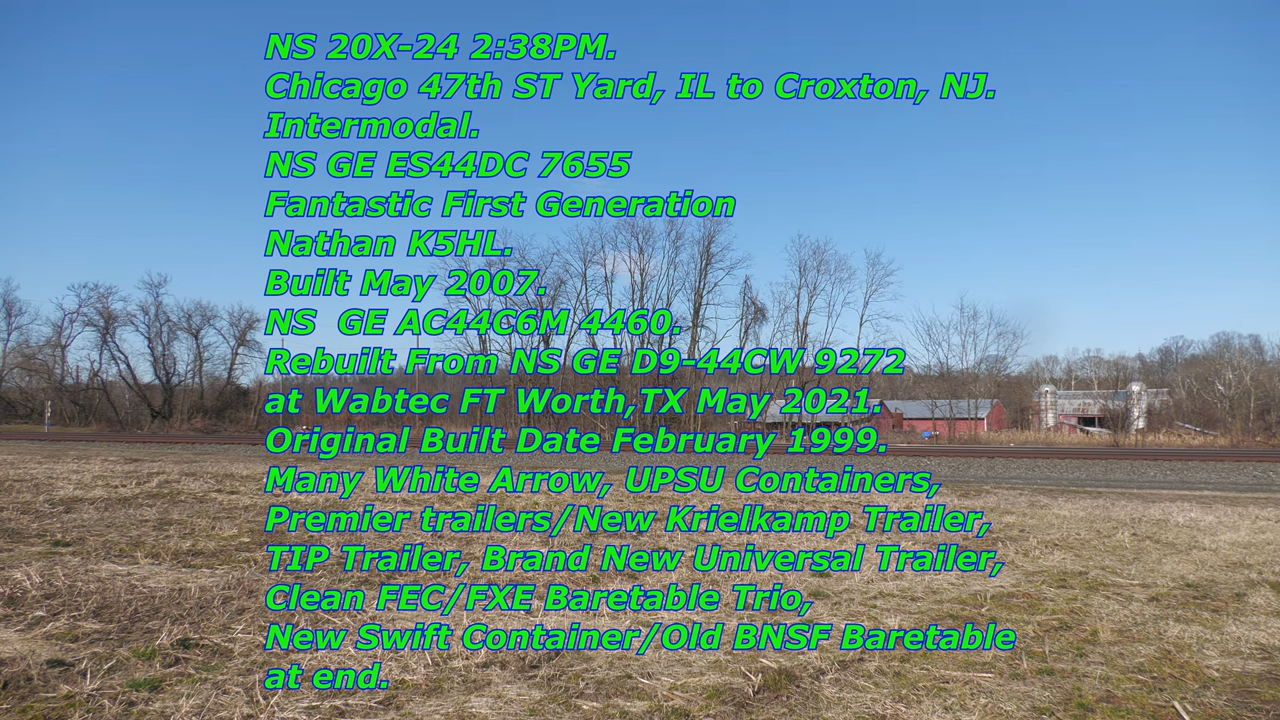 NS 20X-24 2:38PM.
Chicago 47th ST Yard, IL to Croxton, NJ.
Intermodal.
NS GE ES44DC 7655
Fantastic First Generation
Nathan K5HL.
Built May 2007.
NS  GE AC44C6M 4460.
Rebuilt From NS GE D9-44CW 9272
at Wabtec FT Worth,TX May 2021.
Original Built Date February 1999.
Many White Arrow, UPSU Containers,
Premier trailers/New Krielkamp Trailer,
TIP Trailer, Brand New Universal Trailer,
Clean FEC/FXE Baretable Trio,
New Swift Container/Old BNSF Baretable
at end.